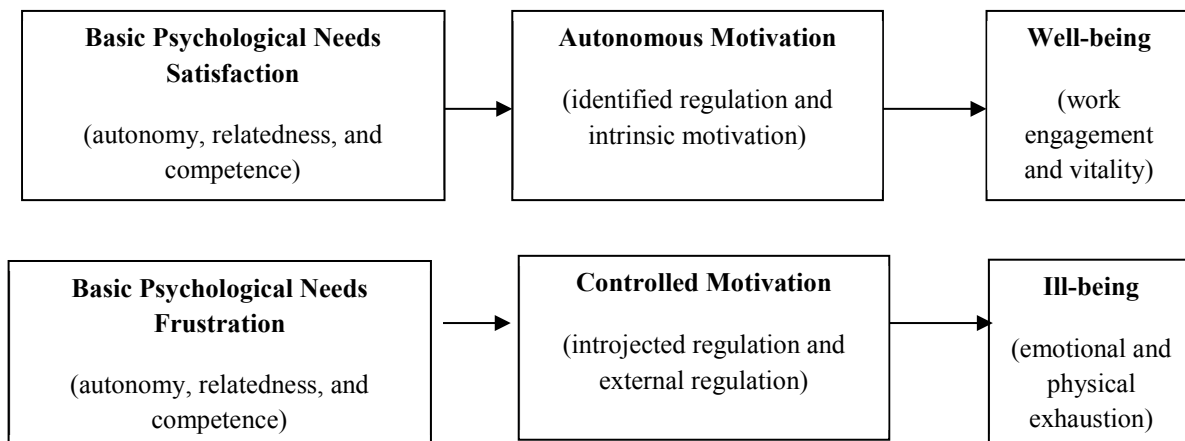 Basic Psychological Needs
Satisfaction
(autonomy, relatedness, and
competence)
Autonomous Motivation
(identified regulation and
intrinsic motivation)
Well-being
(work
engagement
and vitality)
Basic Psychological Needs
Frustration
(autonomy, relatedness, and
competence)
Controlled Motivation
(introjected regulation and
external regulation)
Ill-being
(emotional and
physical
exhaustion)